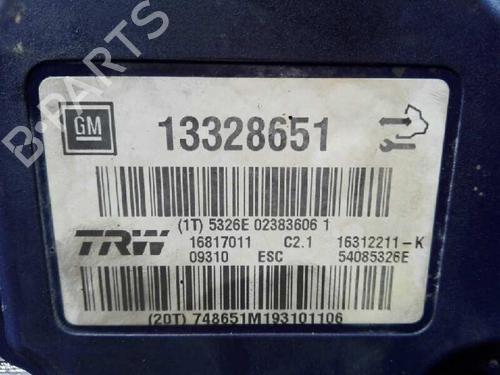 B-PARTS
GM 13328651
(1T) 5326E 02383606 1
TRW 16817011 C2.1 16312211-K
09310 ESC 54085326E
(20T) 748651M193101106